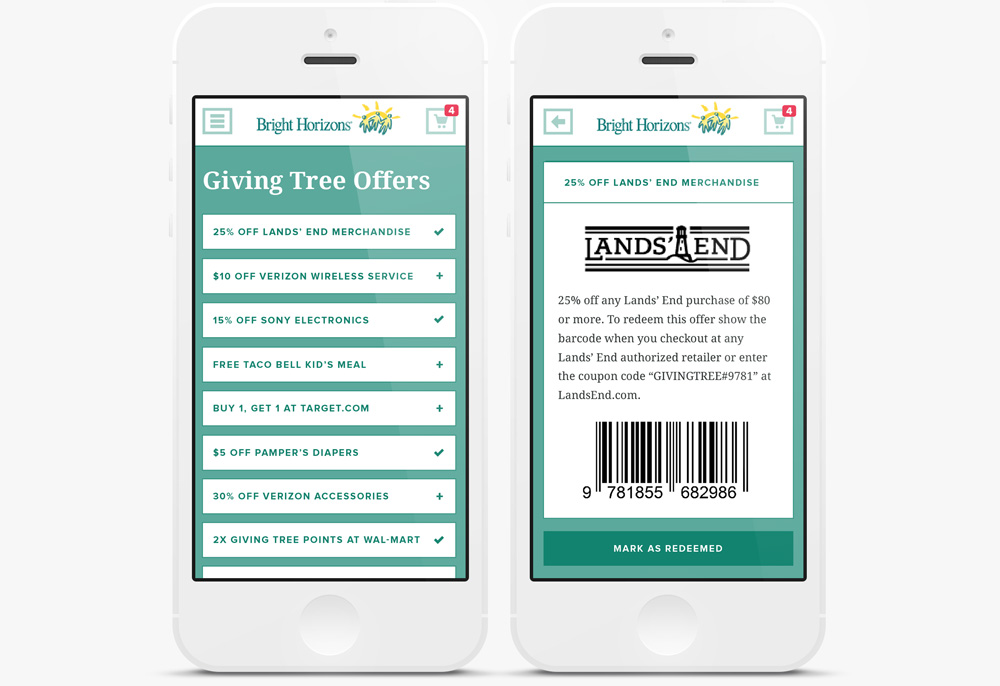 Bright Horizons
4
Giving Tree Offers
25% OFF LANDS' END MERCHANDISE
$10 OFF VERIZON WIRELESS SERVICE
15% OFF SONY ELECTRONICS
FREE TACO BELL KID'S MEAL
BUY 1, GET 1 AT TARGET.COM
$5 OFF PAMPER'S DIAPERS
30% OFF VERIZON ACCESSORIES
2X GIVING TREE POINTS AT WAL-MART
Bright Horizons
4
25% OFF LANDS' END MERCHANDISE
LANDS' END
25% off any Lands' End purchase of $80
or more. To redeem this offer show the
barcode when you checkout at any
Lands' End authorized retailer or enter
the coupon code “GIVINGTREE#9781” at
LandsEnd.com.
9 781855 682986
MARK AS REDEEMED